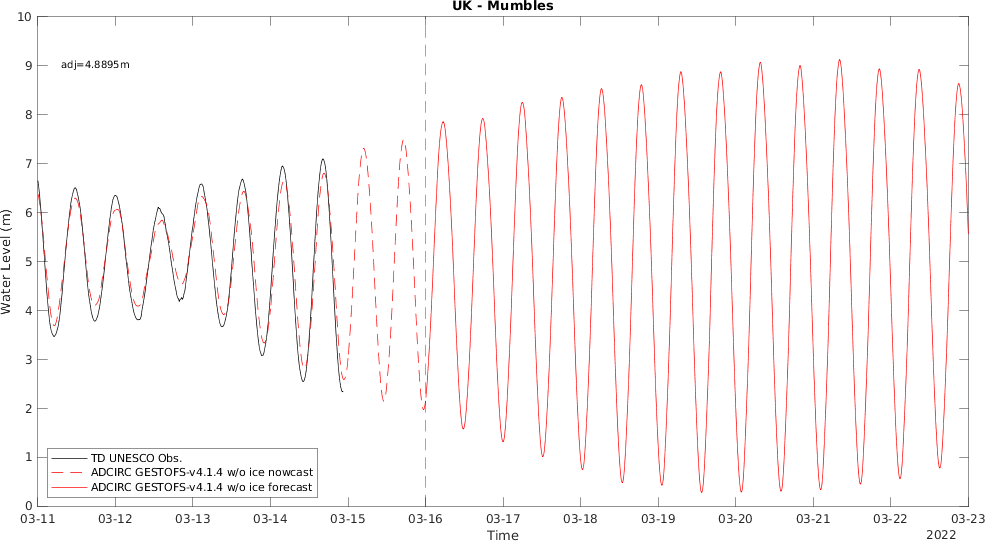 UK - Mumbles
10
9
8
7
6
5
4
3
2
1
0
adj=4.8895m
Water Level (m)
TD UNESCO Obs.
ADCIRC GESTOFS-v4.1.4 w/o ice nowcast
ADCIRC GESTOFS-v4.1.4 w/o ice forecast
03-11 03-12 03-13 03-14 03-15 03-16 03-17 03-18 03-19 03-20 03-21 03-22 03-23
Time
2022